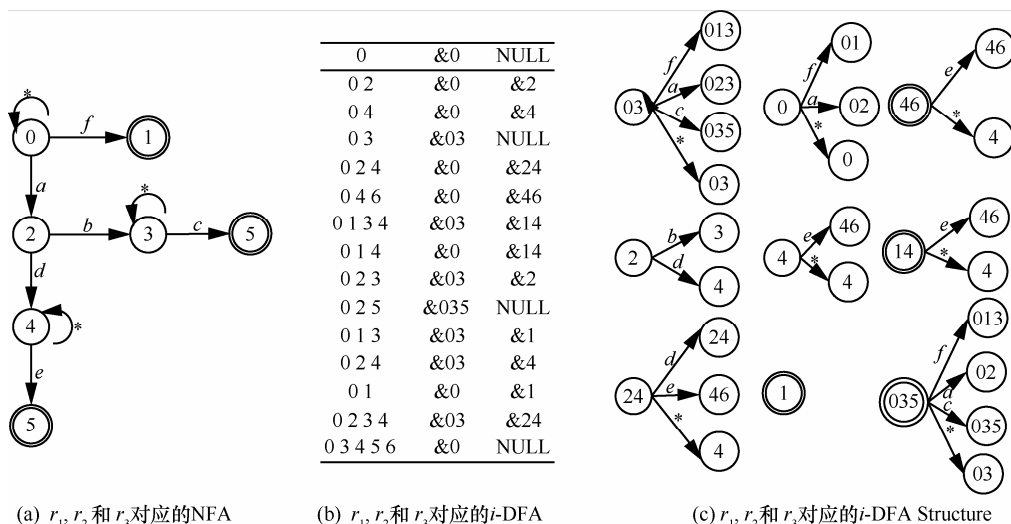 *
0
f
1
a
2
b
*
3
c
5
d
4
*
e
5
(a) r₁, r₂ 和 r₃对应的NFA
0 &0 NULL
0 2 &0 &2
0 4 &0 &4
0 3 &03 NULL
0 2 4 &0 &24
0 4 6 &0 &46
0 1 3 4 &03 &14
0 1 4 &0 &14
0 2 3 &03 &2
0 2 5 &035 NULL
0 1 3 &03 &1
0 2 4 &03 &4
0 1 &0 &1
0 2 3 4 &03 &24
0 3 4 5 6 &0 NULL
(b) r₁, r₂ 和 r₃对应的i-DFA
03
f
013
a
023
c
035
*
03
0
f
01
a
02
*
0
46
e
46
*
4
2
b
3
d
4
4
e
46
*
4
14
e
46
*
4
24
d
24
e
46
*
4
1
035
f
013
a
02
c
035
*
03
(c) r₁, r₂ 和 r₃对应的i-DFA Structure